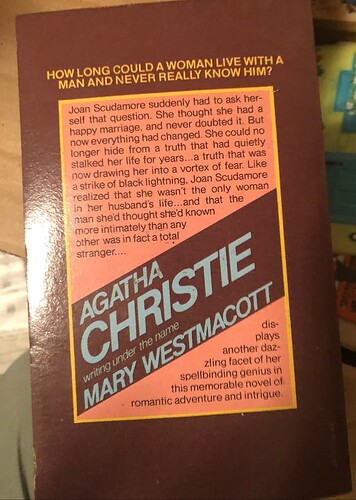 HOW LONG COULD A WOMAN LIVE WITH A
MAN AND NEVER REALLY KNOW HIM?
Joan Scudamore suddenly had to ask her-
self that question. She thought she had a
happy marriage, and never doubted it. But
now everything had changed. She could no
longer hide from a truth that had quietly
stalked her life for years...a truth that was
now drawing her into a vortex of fear. Like
a strike of black lightning, Joan Scudamore
realized that she wasn't the only woman
in her husband's life...and that the
man she'd thought she'd known
more intimately than any
other was in fact a total
stranger....
AGATHA
CHRISTIE
writing under the name
MARY WESTMACOTT
dis-
plays
another daz-
zling facet of her
spellbinding genius in
this memorable novel of
romantic adventure and intrigue.